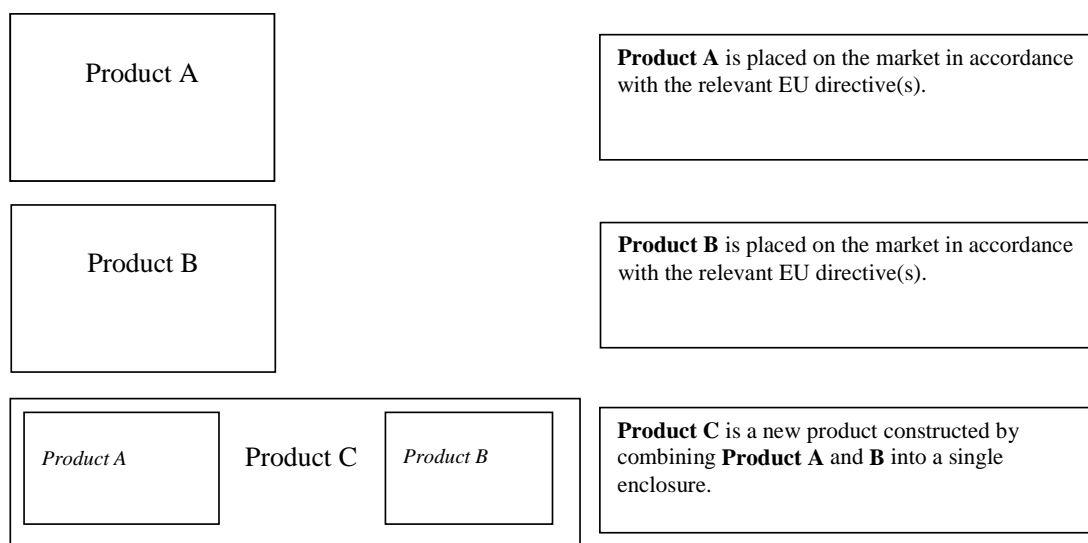 Product A
Product A is placed on the market in accordance
with the relevant EU directive(s).
Product B
Product B is placed on the market in accordance
with the relevant EU directive(s).
Product A
Product C
Product B
Product C is a new product constructed by
combining Product A and B into a single
enclosure.